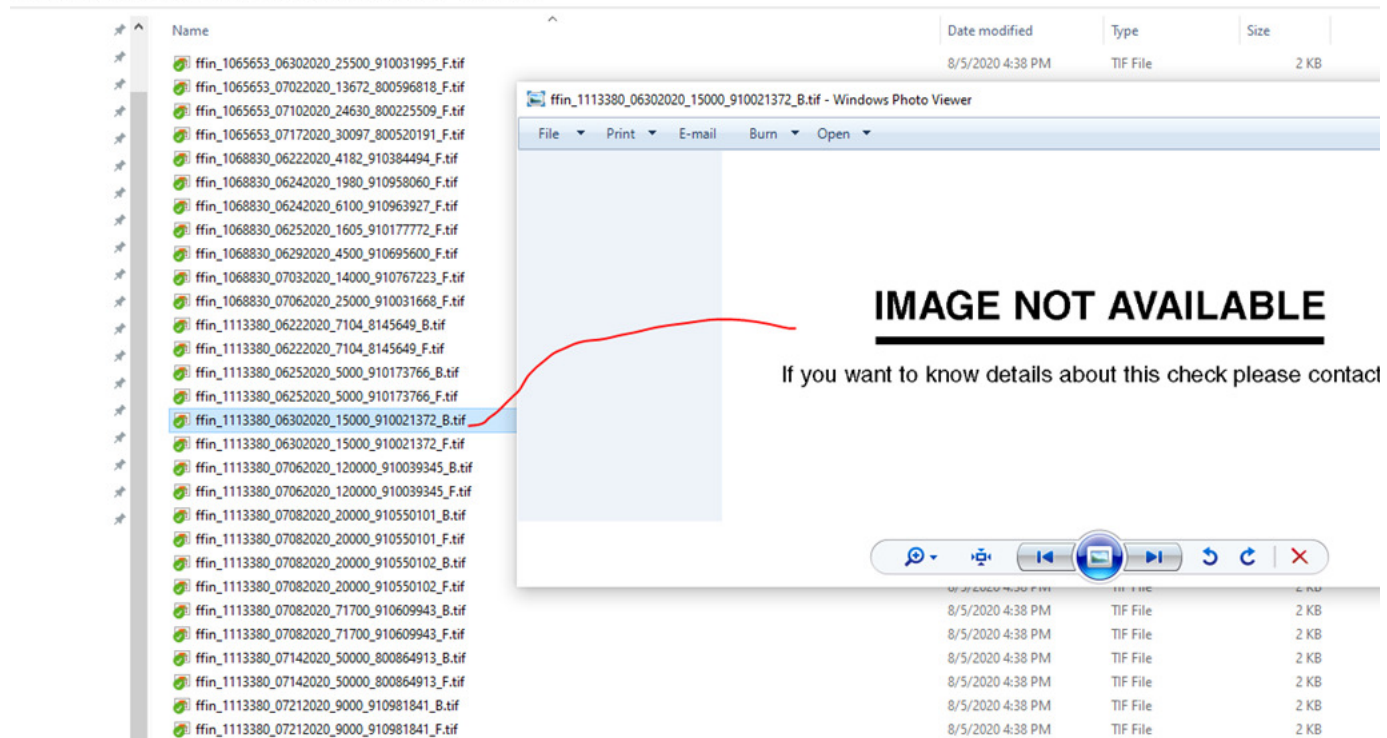 Name Date modified Type Size
ffin_1065653_06302020_25500_910031995_F.tif 8/5/2020 4:38 PM TIF File 2 KB
ffin_1065653_07022020_13672_800596818_F.tif
ffin_1065653_07102020_24630_800225509_F.tif
ffin_1065653_07172020_30097_800520191_F.tif
ffin_1068830_06222020_4182_910384494_F.tif
ffin_1068830_06242020_1980_910958060_F.tif
ffin_1068830_06242020_6100_910963927_F.tif
ffin_1068830_06252020_1605_910177772_F.tif
ffin_1068830_06292020_4500_910695600_F.tif
ffin_1068830_07032020_14000_910767223_F.tif
ffin_1068830_07062020_25000_910031668_F.tif
ffin_1113380_06222020_7104_8145649_B.tif
ffin_1113380_06222020_7104_8145649_F.tif
ffin_1113380_06252020_5000_910173766_B.tif
ffin_1113380_06252020_5000_910173766_F.tif
ffin_1113380_06302020_15000_910021372_B.tif
ffin_1113380_06302020_15000_910021372_F.tif
ffin_1113380_07062020_120000_910039345_B.tif
ffin_1113380_07062020_120000_910039345_F.tif
ffin_1113380_07082020_20000_910550101_B.tif
ffin_1113380_07082020_20000_910550101_F.tif
ffin_1113380_07082020_20000_910550102_B.tif
ffin_1113380_07082020_20000_910550102_F.tif
ffin_1113380_07082020_71700_910609943_B.tif 8/5/2020 4:38 PM TIF File 2 KB
ffin_1113380_07082020_71700_910609943_F.tif 8/5/2020 4:38 PM TIF File 2 KB
ffin_1113380_07142020_50000_800864913_B.tif 8/5/2020 4:38 PM TIF File 2 KB
ffin_1113380_07142020_50000_800864913_F.tif 8/5/2020 4:38 PM TIF File 2 KB
ffin_1113380_07212020_9000_910981841_B.tif 8/5/2020 4:38 PM TIF File 2 KB
ffin_1113380_07212020_9000_910981841_F.tif 8/5/2020 4:38 PM TIF File 2 KB
ffin_1113380_06302020_15000_910021372_B.tif - Windows Photo Viewer
File Print E-mail Burn Open
IMAGE NOT AVAILABLE
If you want to know details about this check please contact